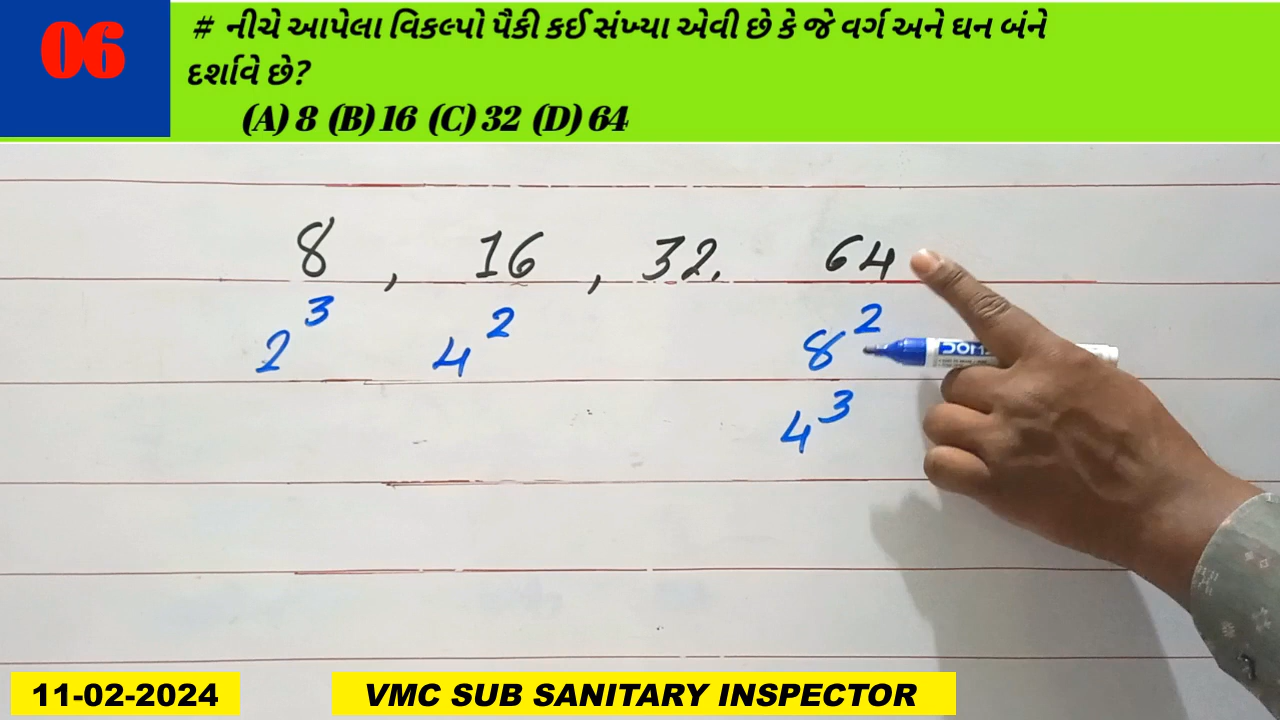 06
# નીચે આપેલા વિકલ્પો પૈકી કઈ સંખ્યા એવી છે કે જે વર્ગ અને ઘન બંને
દર્શાવે છે?
(A) 8 (B) 16 (C) 32 (D) 64
8 , 16 , 32. 64
2³ 4² 8²
4³
11-02-2024 VMC SUB SANITARY INSPECTOR